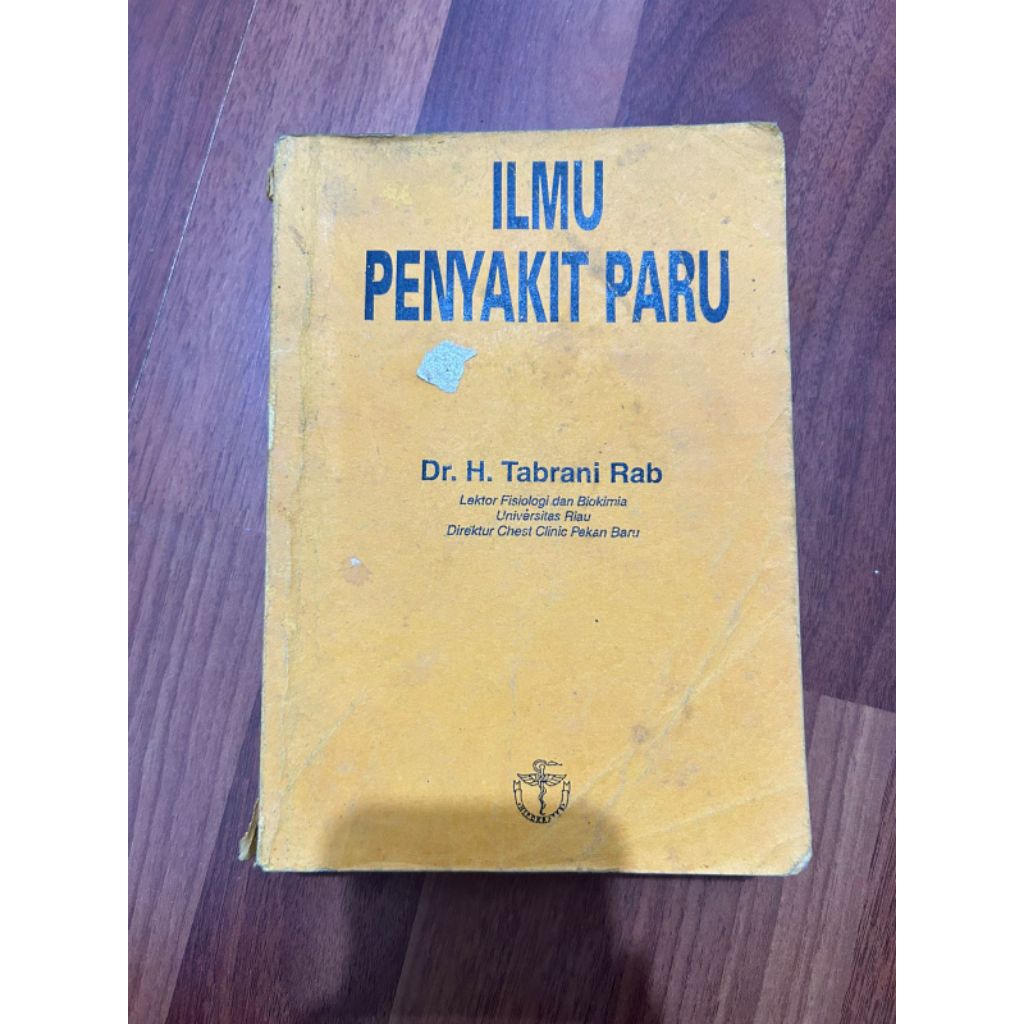 ILMU
PENYAKIT PARU
Dr. H. Tabrani Rab
Lektor Fisiologi dan Biokimia
Universitas Riau
Direktur Chest Clinic Pekan Baru